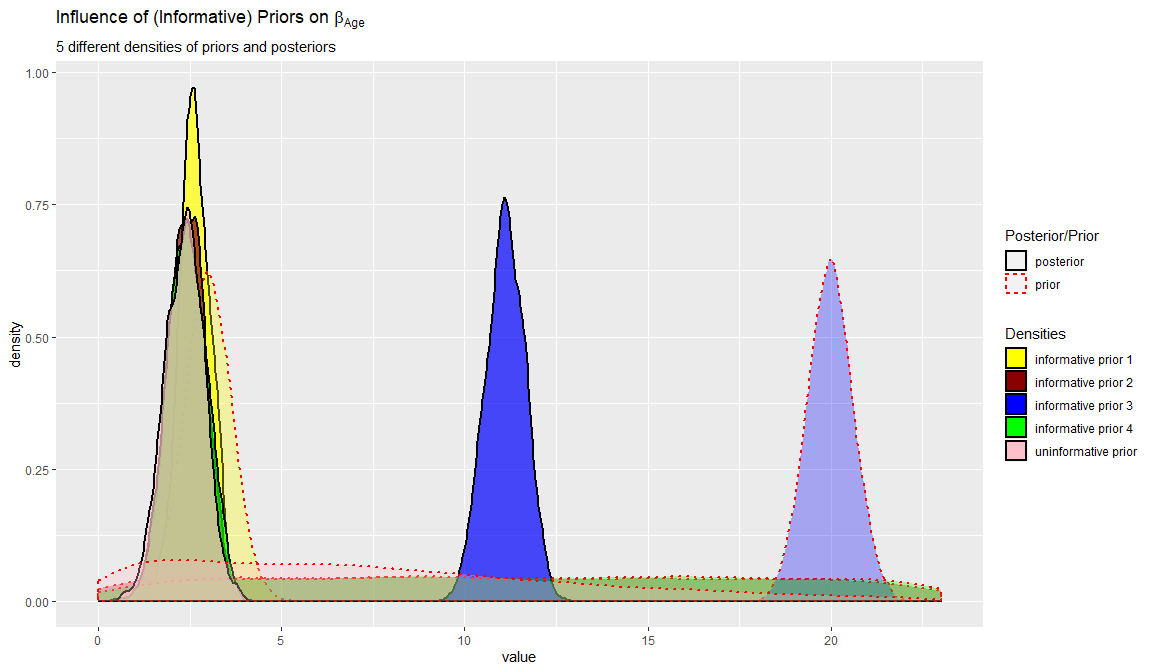 Influence of (Informative) Priors on βAge
5 different densities of priors and posteriors
1.00
0.75
0.50
0.25
0.00
density
0
5
10
15
20
value
Posterior/Prior
posterior
prior
Densities
informative prior 1
informative prior 2
informative prior 3
informative prior 4
uninformative prior